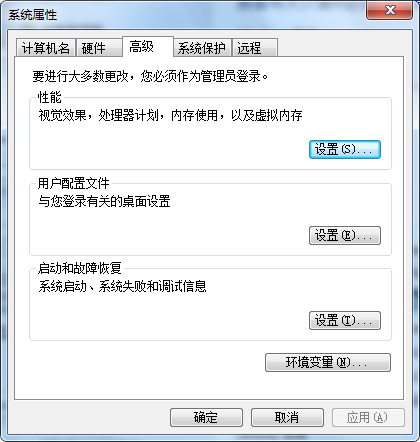 系统属性
计算机名 硬件 高级 系统保护 远程
要进行大多数更改，您必须作为管理员登录。
性能
视觉效果，处理器计划，内存使用，以及虚拟内存
设置(S)...
用户配置文件
与您登录有关的桌面设置
设置(E)...
启动和故障恢复
系统启动、系统失败和调试信息
设置(T)...
环境变量(N)...
确定 取消 应用(A)